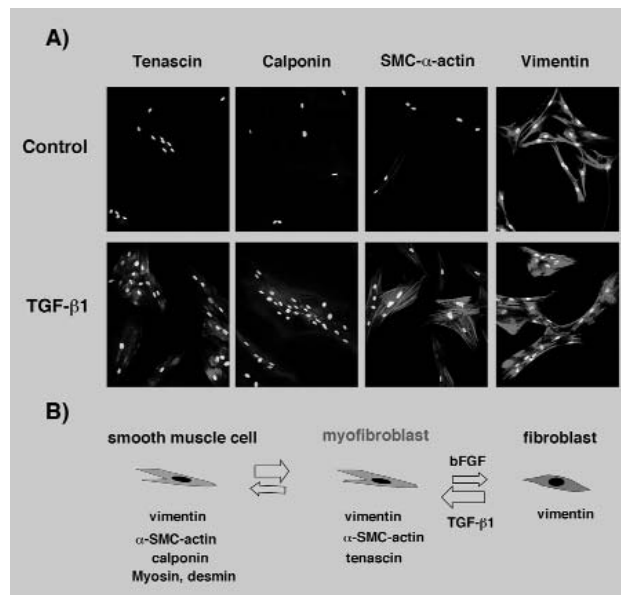 A)
Tenascin Calponin SMC-α-actin Vimentin
Control
TGF-β1
B)
smooth muscle cell myofibroblast fibroblast
bFGF
TGF-β1
vimentin vimentin vimentin
α-SMC-actin α-SMC-actin
calponin tenascin
Myosin, desmin